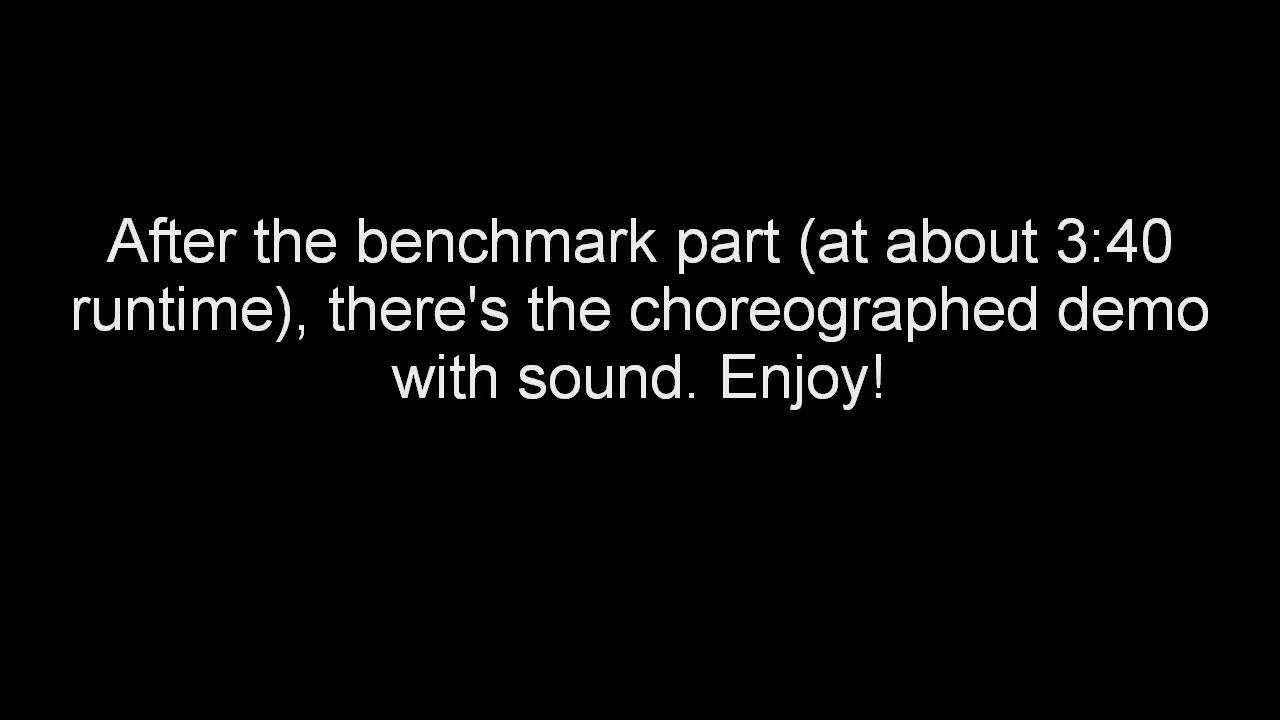 After the benchmark part (at about 3:40
runtime), there's the choreographed demo
with sound. Enjoy!